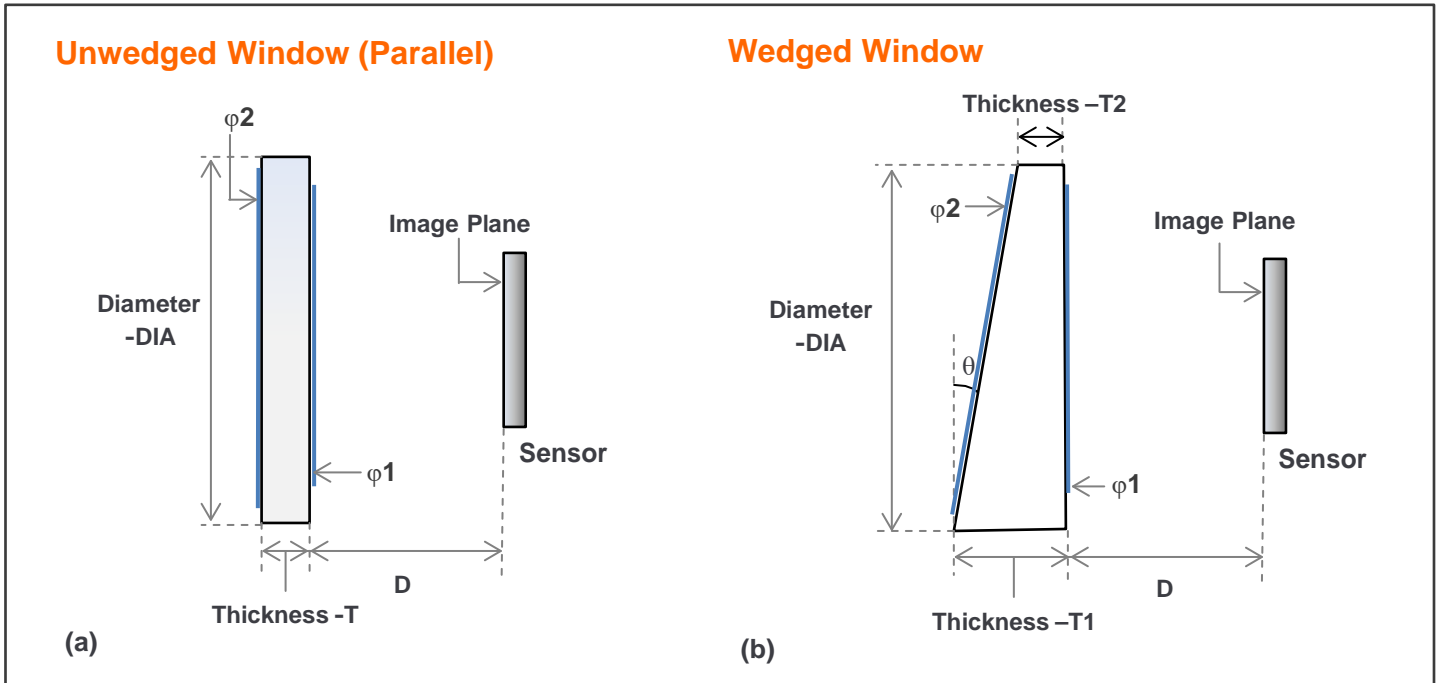 Unwedged Window (Parallel)
φ2
Image Plane
Diameter
-DIA
Sensor
φ1
D
Thickness -T
(a)
Wedged Window
Thickness –T2
φ2
Image Plane
Diameter
-DIA
θ
Sensor
φ1
D
Thickness –T1
(b)